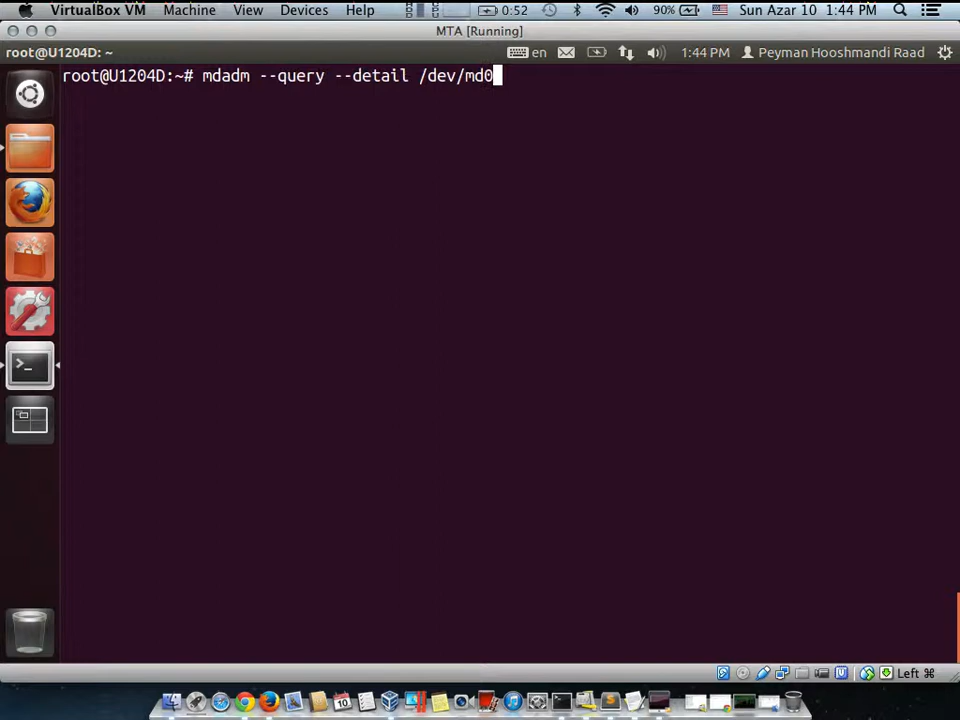 VirtualBox VM Machine View Devices Help 0:52 90% Sun Azar 10 1:44 PM
MTA [Running]
root@U1204D: ~ en 1:44 PM Peyman Hooshmandi Raad
root@U1204D:~# mdadm --query --detail /dev/md0
>_
Left ⌘